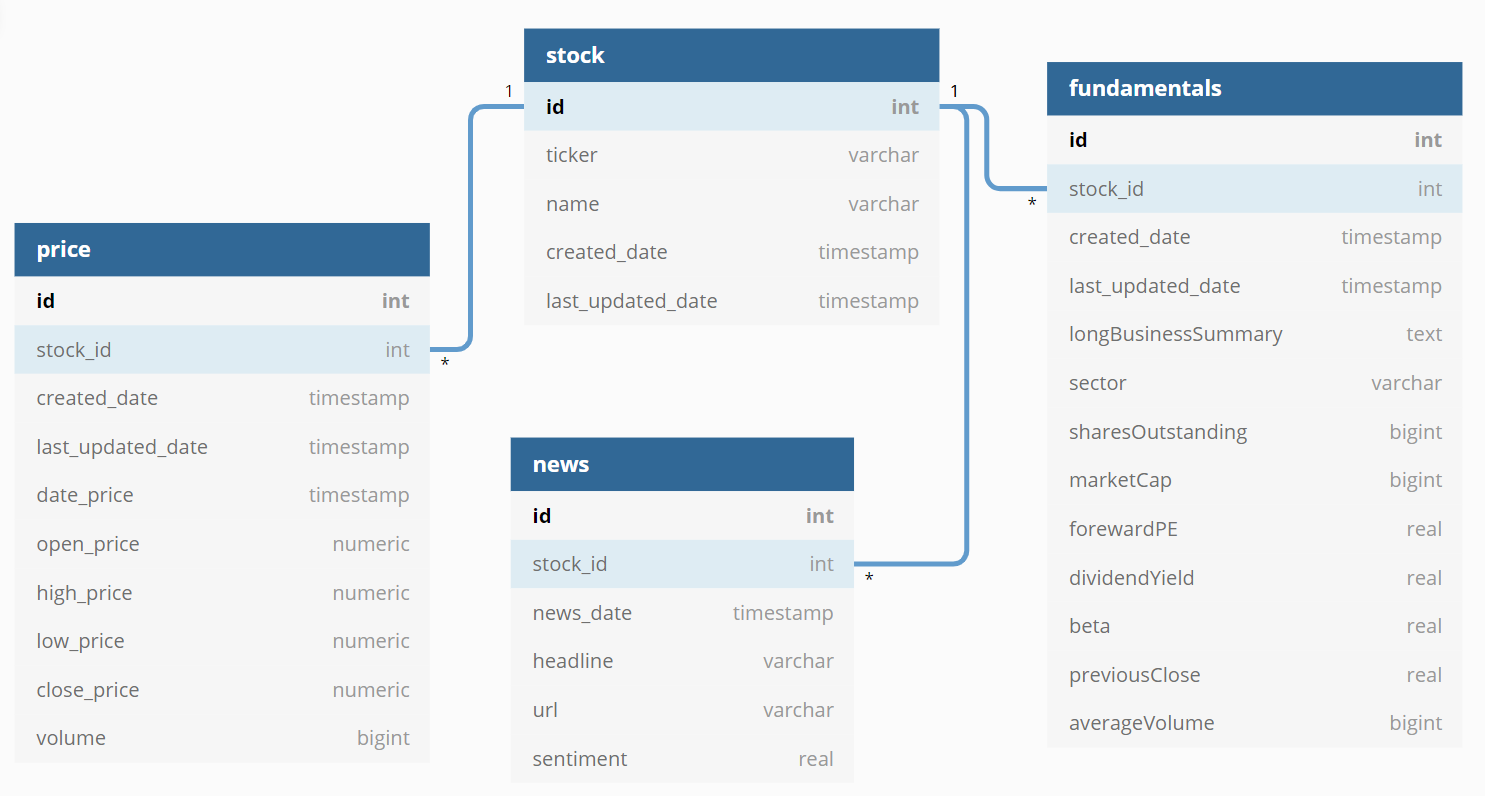 stock
1
id int
1
ticker varchar
name varchar
created_date timestamp
last_updated_date timestamp
price
id int
stock_id int
*
created_date timestamp
last_updated_date timestamp
date_price timestamp
open_price numeric
high_price numeric
low_price numeric
close_price numeric
volume bigint
news
id int
stock_id int
*
news_date timestamp
headline varchar
url varchar
sentiment real
fundamentals
id int
stock_id int
*
created_date timestamp
last_updated_date timestamp
longBusinessSummary text
sector varchar
sharesOutstanding bigint
marketCap bigint
forewardPE real
dividendYield real
beta real
previousClose real
averageVolume bigint